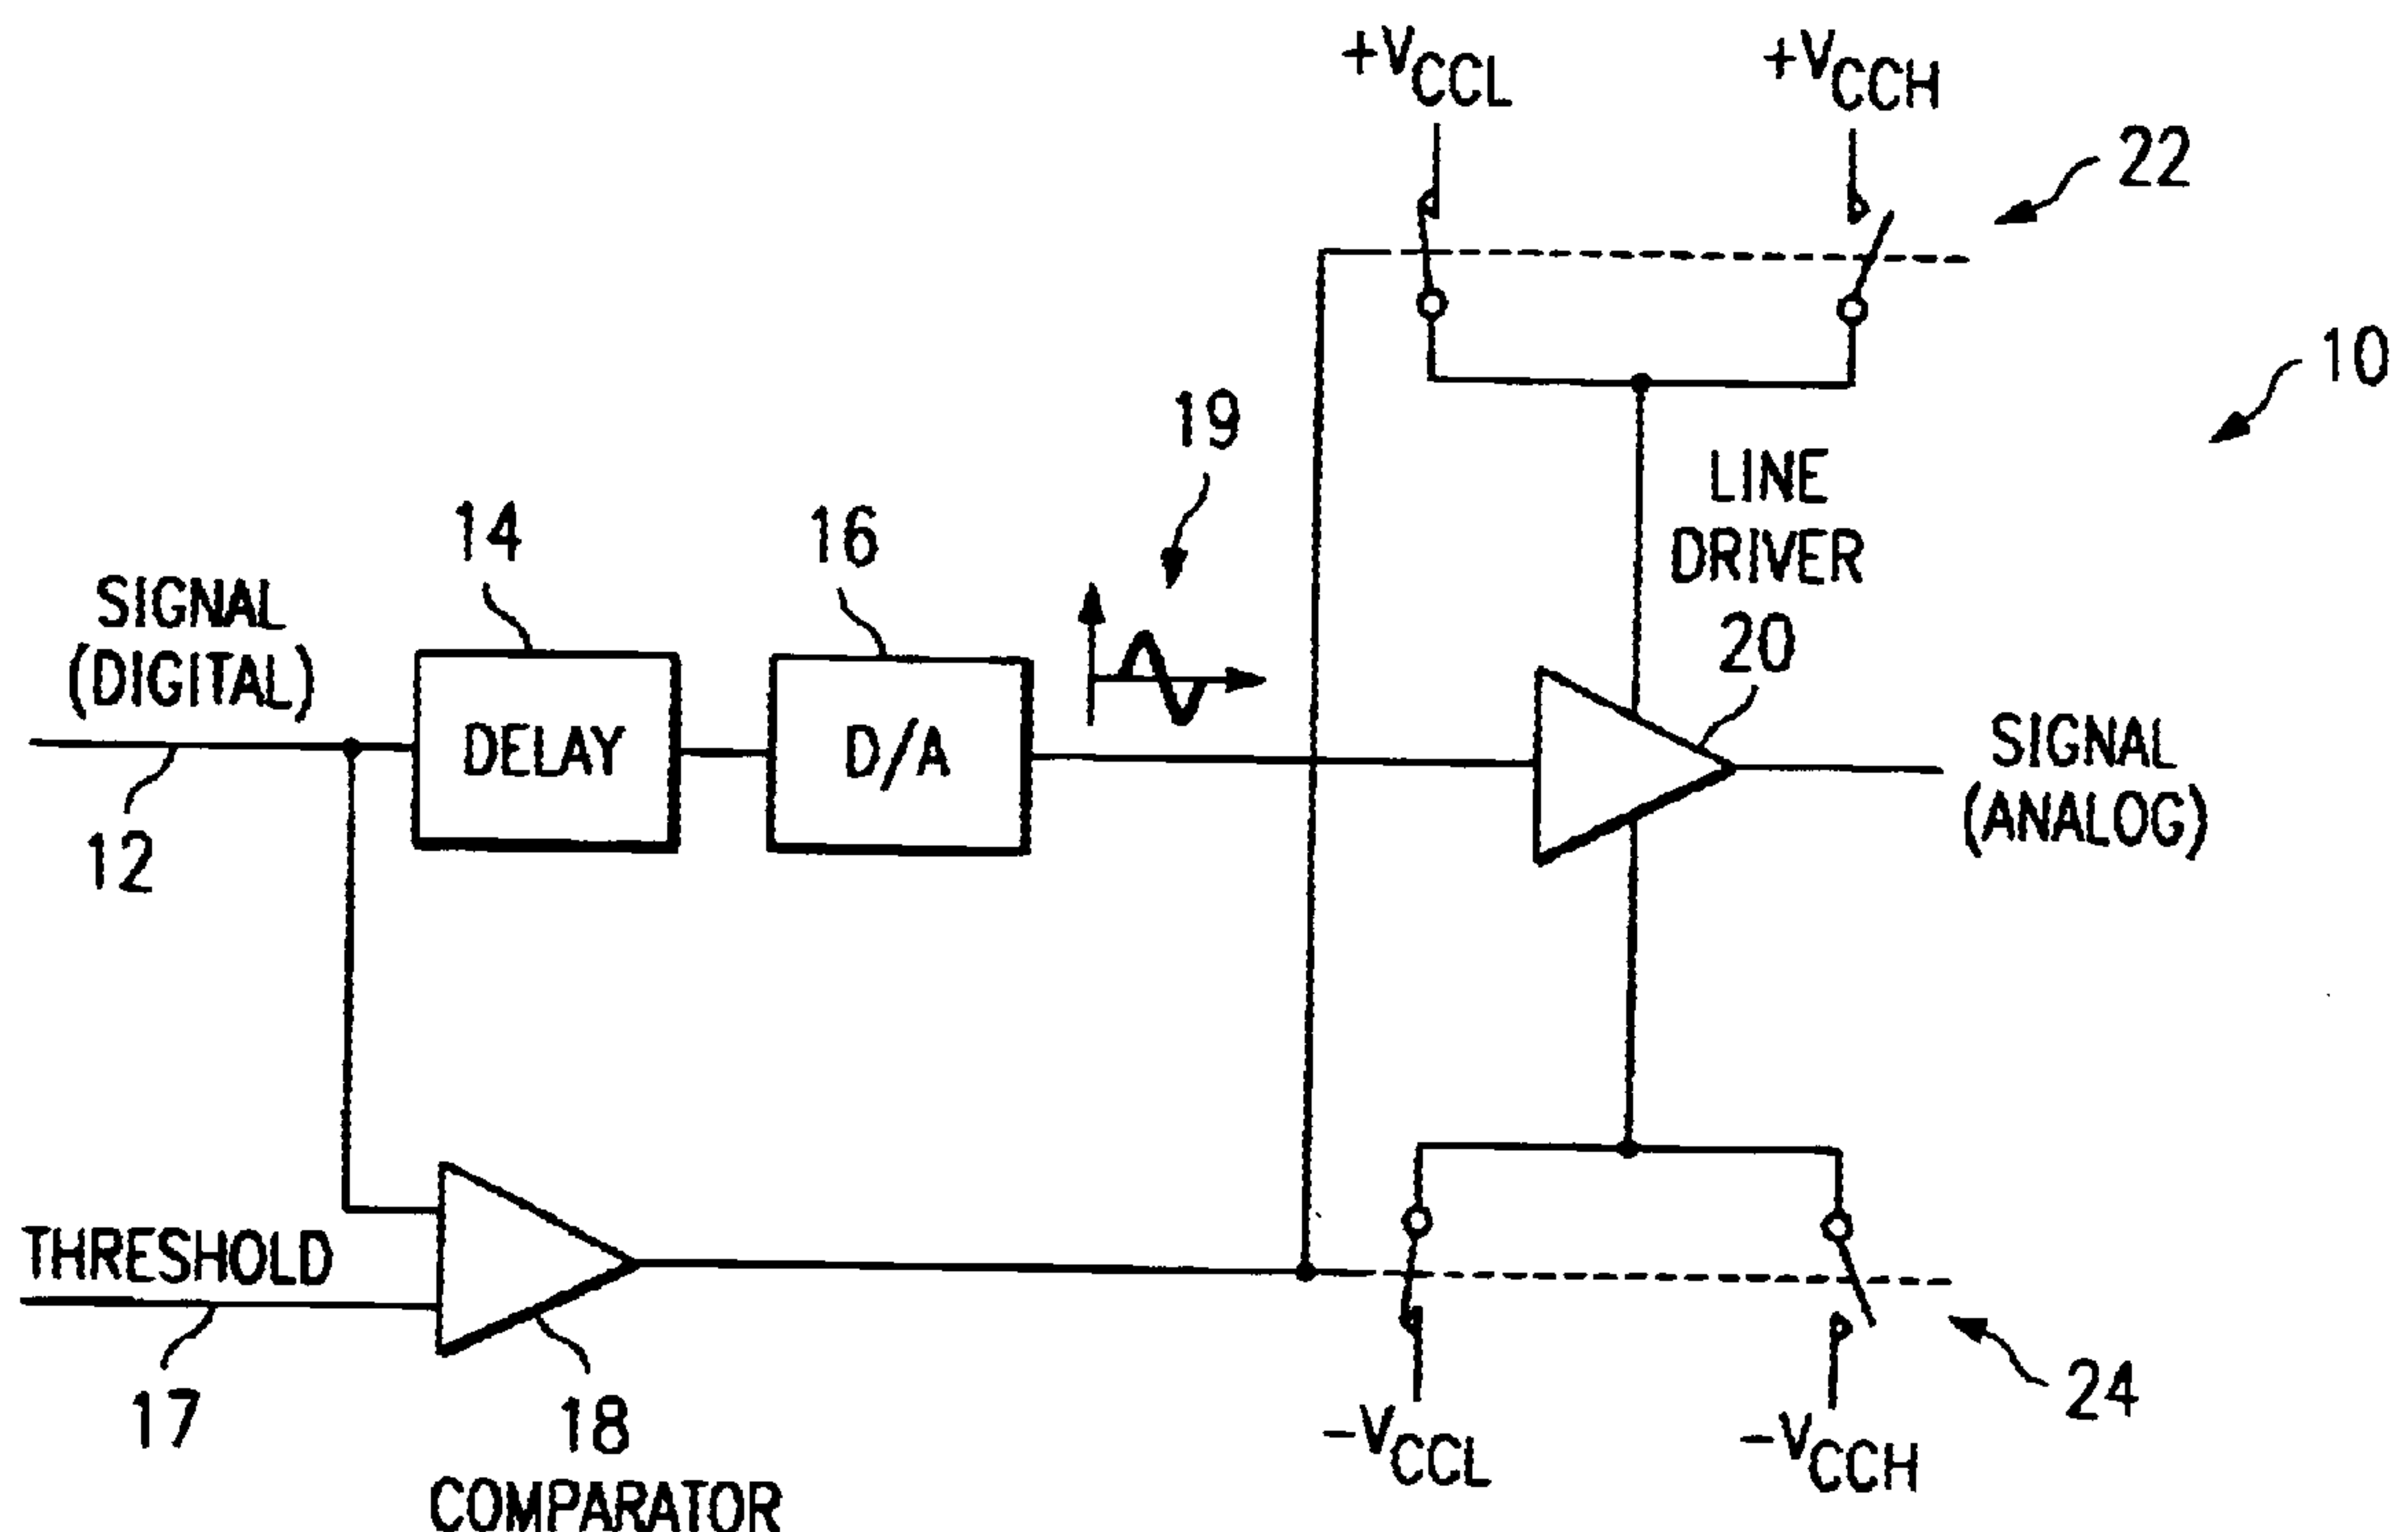 +VCCL
+VCCH
22
10
19
LINE
DRIVER
20
14
16
SIGNAL
(DIGITAL)
DELAY
D/A
SIGNAL
(ANALOG)
12
THRESHOLD
17
18
COMPARATOR
24
-VCCL
-VCCH